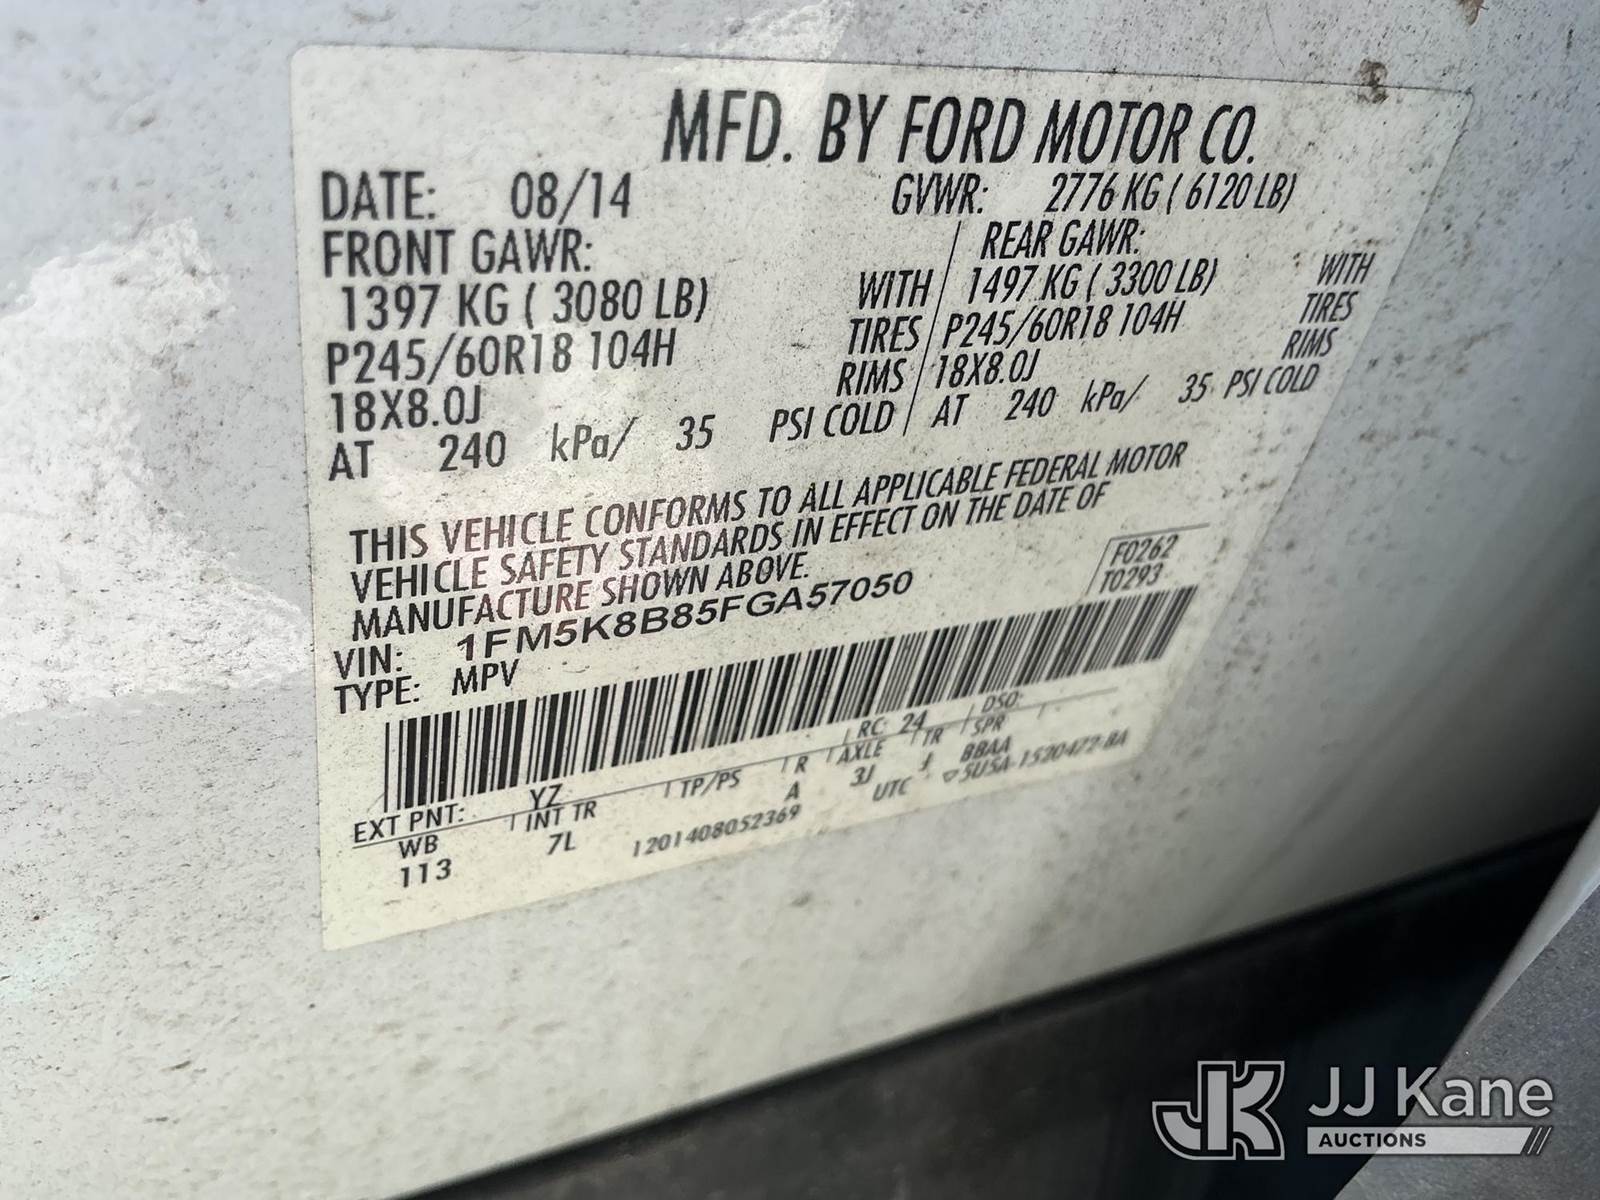 MFD. BY FORD MOTOR CO.
DATE: 08/14 GVWR: 2776 KG ( 6120 LB)
FRONT GAWR: REAR GAWR:
1397 KG ( 3080 LB) WITH / 1497 KG ( 3300 LB) WITH
P245/60R18 104H TIRES / P245/60R18 104H TIRES
18X8.0J RIMS / 18X8.0J RIMS
AT 240 kPa/ 35 PSI COLD / AT 240 kPa/ 35 PSI COLD
THIS VEHICLE CONFORMS TO ALL APPLICABLE FEDERAL MOTOR
VEHICLE SAFETY STANDARDS IN EFFECT ON THE DATE OF
MANUFACTURE SHOWN ABOVE.
F0262
T0293
VIN: 1FM5K8B85FGA57050
TYPE: MPV
EXT PNT: YZ RC: 24 DSO:
WB INT TR TP/PS R AXLE TR SPR
113 7L A 3J J BBAA
1201408052369 UTC ▽SUSA-1520472-BA
JK JJ Kane
AUCTIONS